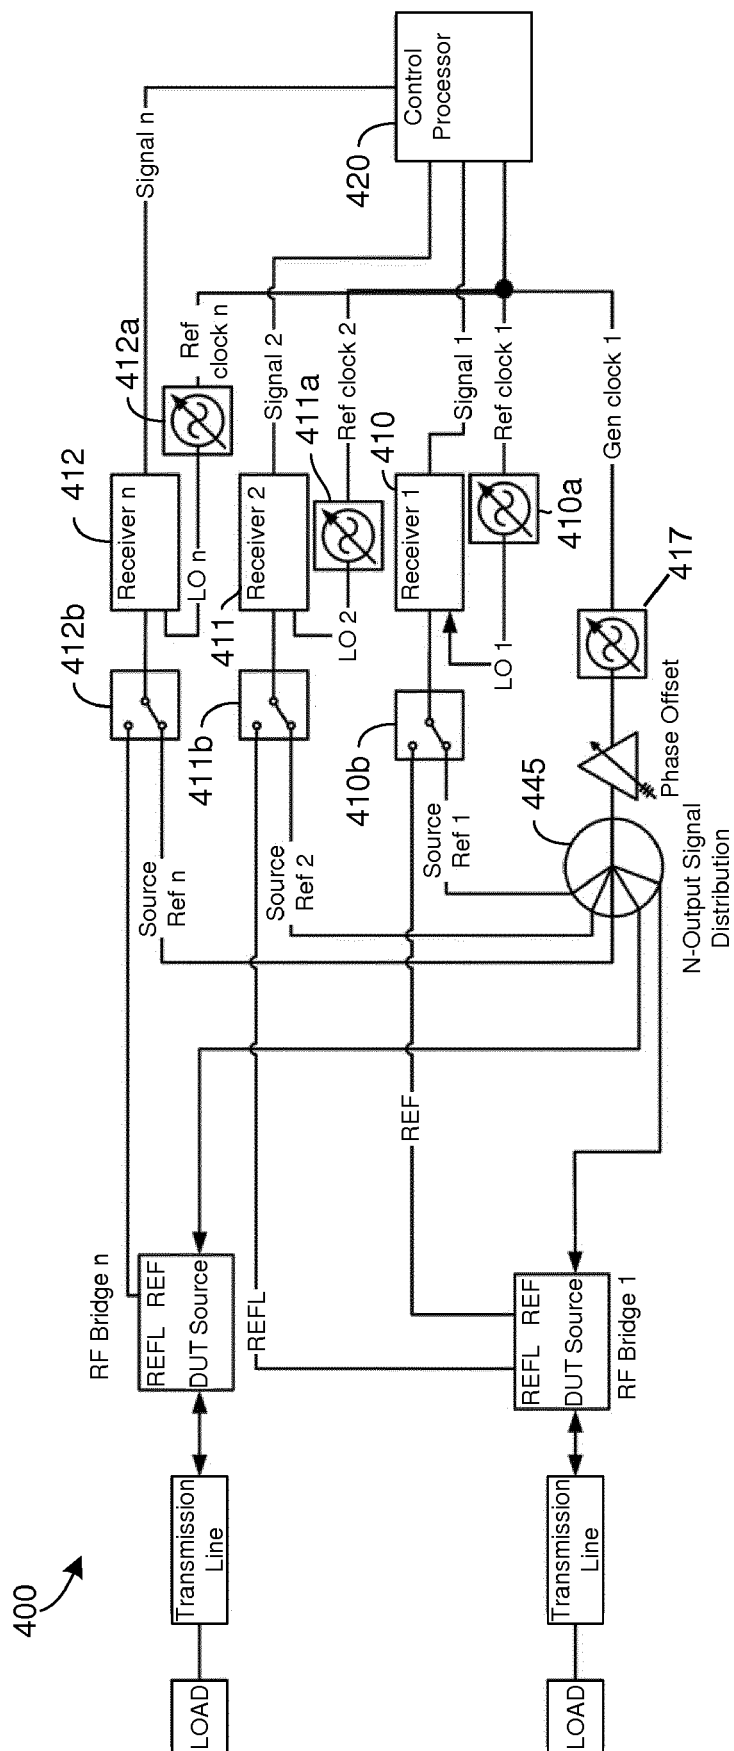 400
LOAD
Transmission
Line
RF Bridge n
REFL REF
DUT Source
REFL
REF
LOAD
Transmission
Line
REFL REF
DUT Source
RF Bridge 1
Source
Ref n
Source
Ref 2
Source
Ref 1
445
N-Output Signal
Distribution
Phase Offset
417
412b
411b
410b
412
Receiver n
LO n
412a
Ref
clock n
Signal n
411
Receiver 2
LO 2
411a
Signal 2
Ref clock 2
410
Receiver 1
LO 1
410a
Signal 1
Ref clock 1
Gen clock 1
420
Control
Processor